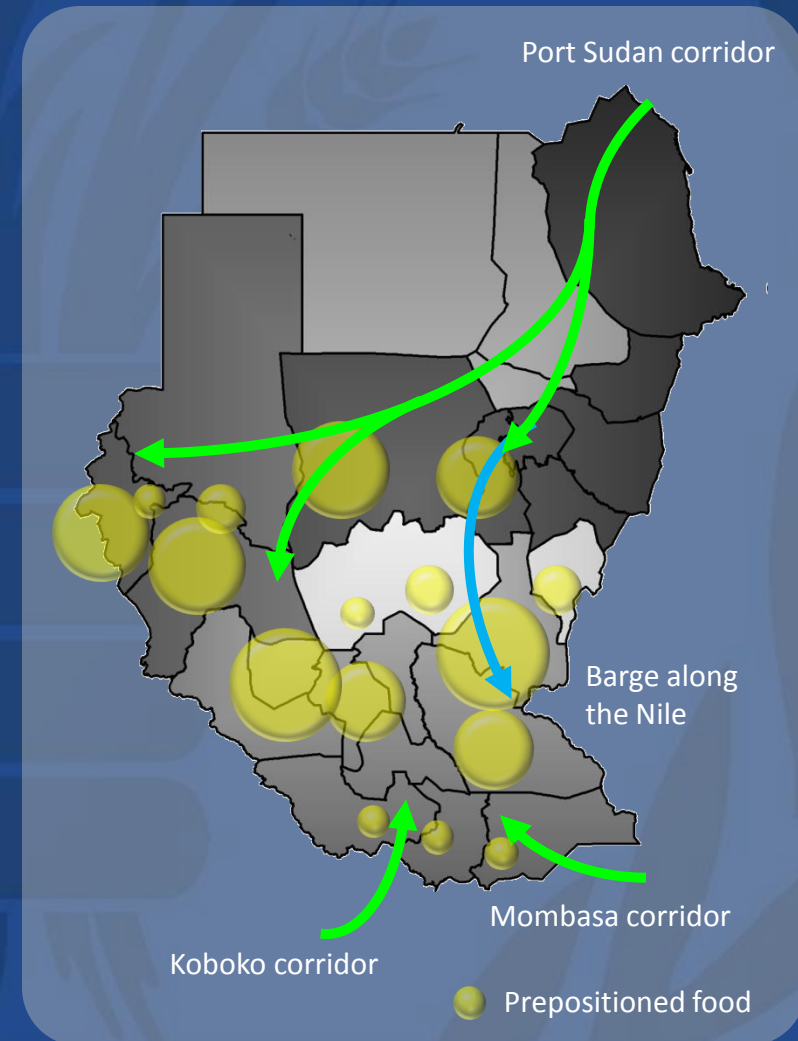 Port Sudan corridor
Barge along
the Nile
Mombasa corridor
Koboko corridor
Prepositioned food